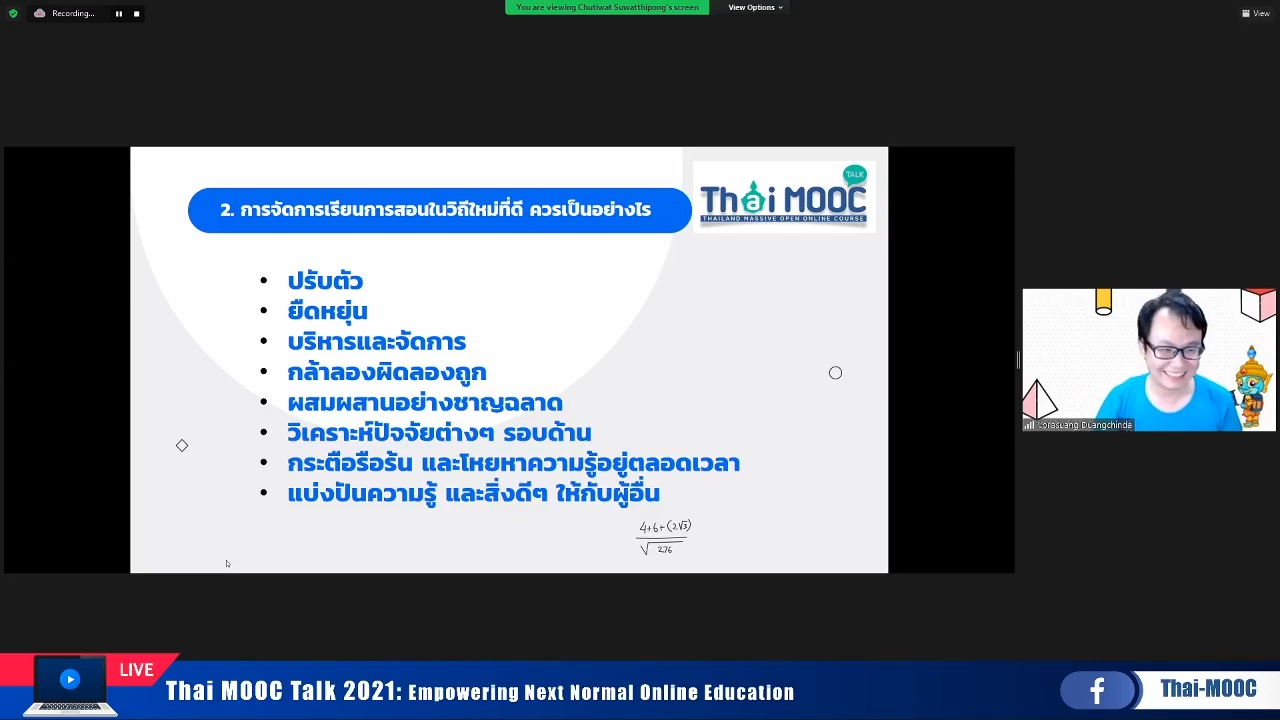 Recording...
You are viewing Chutiwat Suwatthipong's screen
View Options
View
2. การจัดการเรียนการสอนในวิถีใหม่ที่ดี ควรเป็นอย่างไร
TALK
Thai MOOC
THAILAND MASSIVE OPEN ONLINE COURSE
• ปรับตัว
• ยืดหยุ่น
• บริหารและจัดการ
• กล้าลองผิดลองถูก
• ผสมผสานอย่างชาญฉลาด
• วิเคราะห์ปัจจัยต่างๆ รอบด้าน
• กระตือรือร้น และโหยหาความรู้อยู่ตลอดเวลา
• แบ่งปันความรู้ และสิ่งดีๆ ให้กับผู้อื่น
4+6+(2√3)
√276
Vorasuang Duangchinda
LIVE
Thai MOOC Talk 2021: Empowering Next Normal Online Education
Thai-MOOC